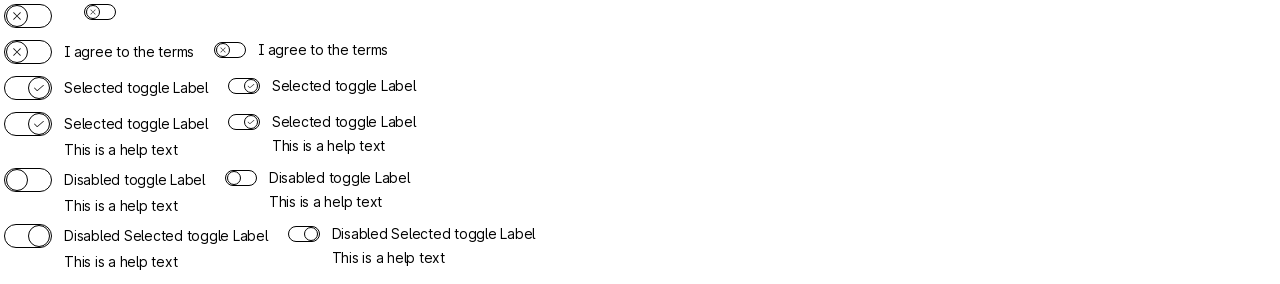 I agree to the terms I agree to the terms
Selected toggle Label Selected toggle Label
Selected toggle Label Selected toggle Label
This is a help text This is a help text
Disabled toggle Label Disabled toggle Label
This is a help text This is a help text
Disabled Selected toggle Label Disabled Selected toggle Label
This is a help text This is a help text